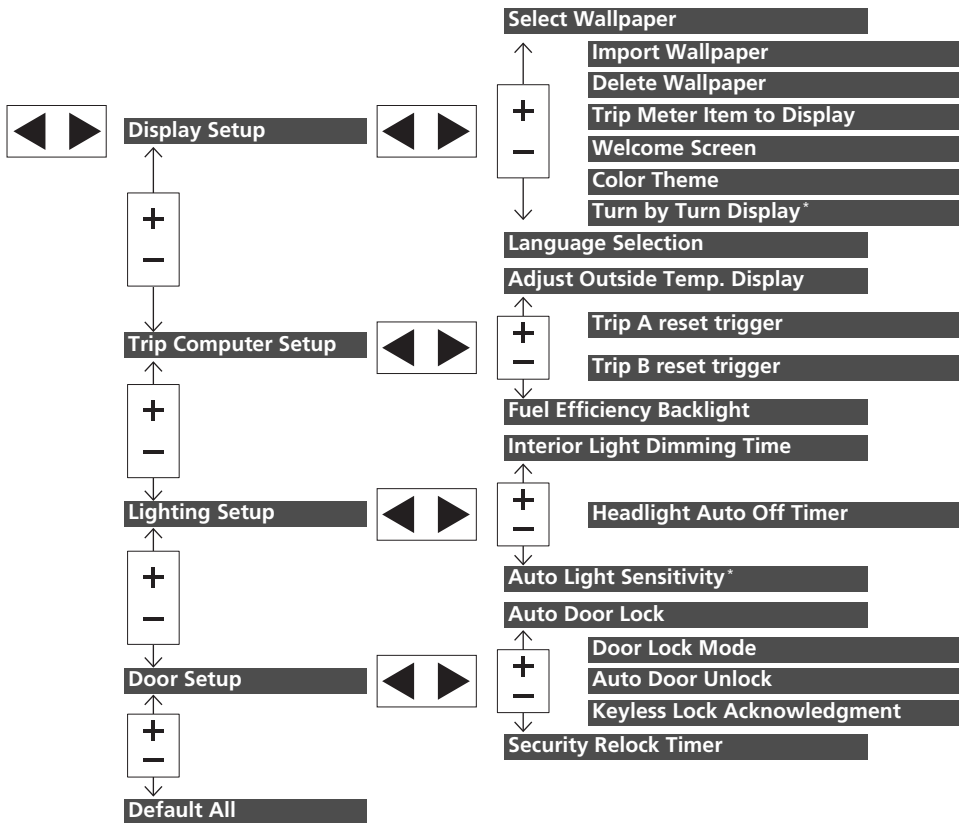 Select Wallpaper
Import Wallpaper
Delete Wallpaper
Trip Meter Item to Display
Welcome Screen
Color Theme
Turn by Turn Display*
Language Selection
Display Setup
+
−
Adjust Outside Temp. Display
Trip A reset trigger
Trip B reset trigger
Fuel Efficiency Backlight
Trip Computer Setup
+
−
+
−
Interior Light Dimming Time
Headlight Auto Off Timer
Auto Light Sensitivity*
Lighting Setup
+
−
+
−
Auto Door Lock
Door Lock Mode
Auto Door Unlock
Keyless Lock Acknowledgment
Security Relock Timer
Door Setup
+
−
+
−
+
−
Default All